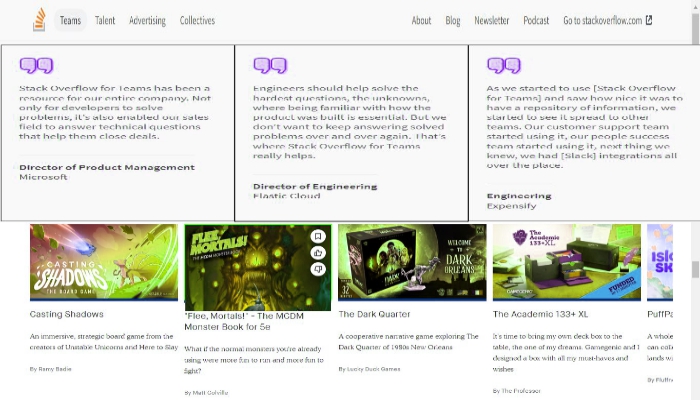 Teams Talent Advertising Collectives About Blog Newsletter Podcast Go to stackoverflow.com
Stack Overflow for Teams has been a
resource for our entire company. Not
only for developers to solve
problems, it's also enabled our sales
field to answer technical questions
that help them close deals.
Director of Product Management
Microsoft
Engineers should help solve the
hardest questions, the unknowns,
where being familiar with how the
product was built is essential. But we
don't want to keep answering solved
problems over and over again. That's
where Stack Overflow for Teams
really helps.
Director of Engineering
Elastic Cloud
As we started to use [Stack Overflow
for Teams] and saw how nice it was to
have a repository of information, we
started to see it spread to other
teams. Our customer support team
started using it, our people success
team started using it, next thing we
knew, we had [Slack] integrations all
over the place.
Engineering
Expensify
CASTING
SHADOWS
THE BOARD GAME
Casting Shadows
An immersive, strategic board game from the
creators of Unstable Unicorns and Here to Slay
By Ramy Badie
FLEE,
MORTALS!
THE MCDM MONSTER BOOK
"Flee, Mortals!" - The MCDM
Monster Book for 5e
What if the normal monsters you're already
using were more fun to run and more fun to
fight?
By Matt Colville
WELCOME
TO
DARK
ORLEANS
The Dark Quarter
A cooperative narrative game exploring The
Dark Quarter of 1980s New Orleans
By Lucky Duck Games
The
Academic
133+ XL
GAMEGENIC
FUNDED
The Academic 133+ XL
It's time to bring my own deck box to the
table, the one of my dreams. Gamegenic and I
designed a box with all my must-haves and
wishes
By The Professor
PuffPa
A whole
lands wi